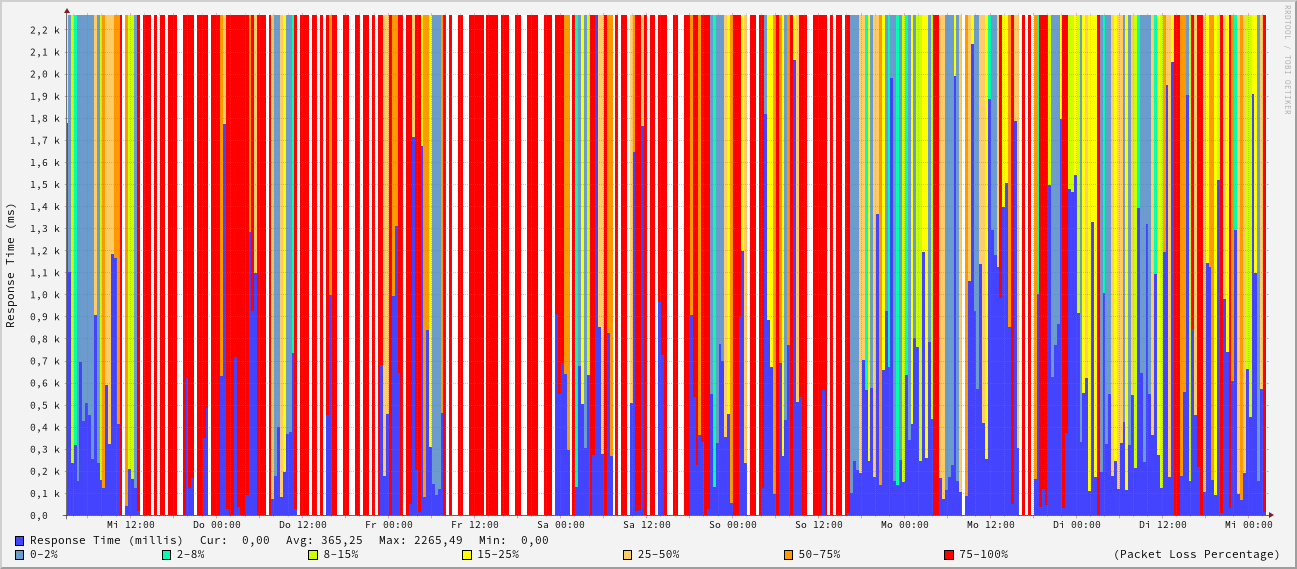 RRDTOOL / TOBI OETIKER
Response Time (ms)
2,2 k
2,1 k
2,0 k
1,9 k
1,8 k
1,7 k
1,6 k
1,5 k
1,4 k
1,3 k
1,2 k
1,1 k
1,0 k
0,9 k
0,8 k
0,7 k
0,6 k
0,5 k
0,4 k
0,3 k
0,2 k
0,1 k
0,0
Mi 12:00 Do 00:00 Do 12:00 Fr 00:00 Fr 12:00 Sa 00:00 Sa 12:00 So 00:00 So 12:00 Mo 00:00 Mo 12:00 Di 00:00 Di 12:00 Mi 00:00
Response Time (millis) Cur: 0,00 Avg: 365,25 Max: 2265,49 Min: 0,00
0-2% 2-8% 8-15% 15-25% 25-50% 50-75% 75-100% (Packet Loss Percentage)